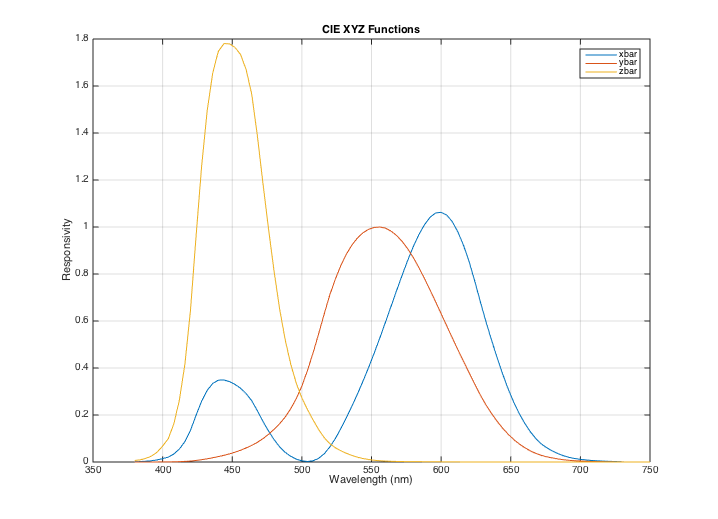 CIE XYZ Functions
1.8
1.6
1.4
1.2
1
0.8
0.6
0.4
0.2
0
Responsivity
xbar
ybar
zbar
350 400 450 500 550 600 650 700 750
Wavelength (nm)